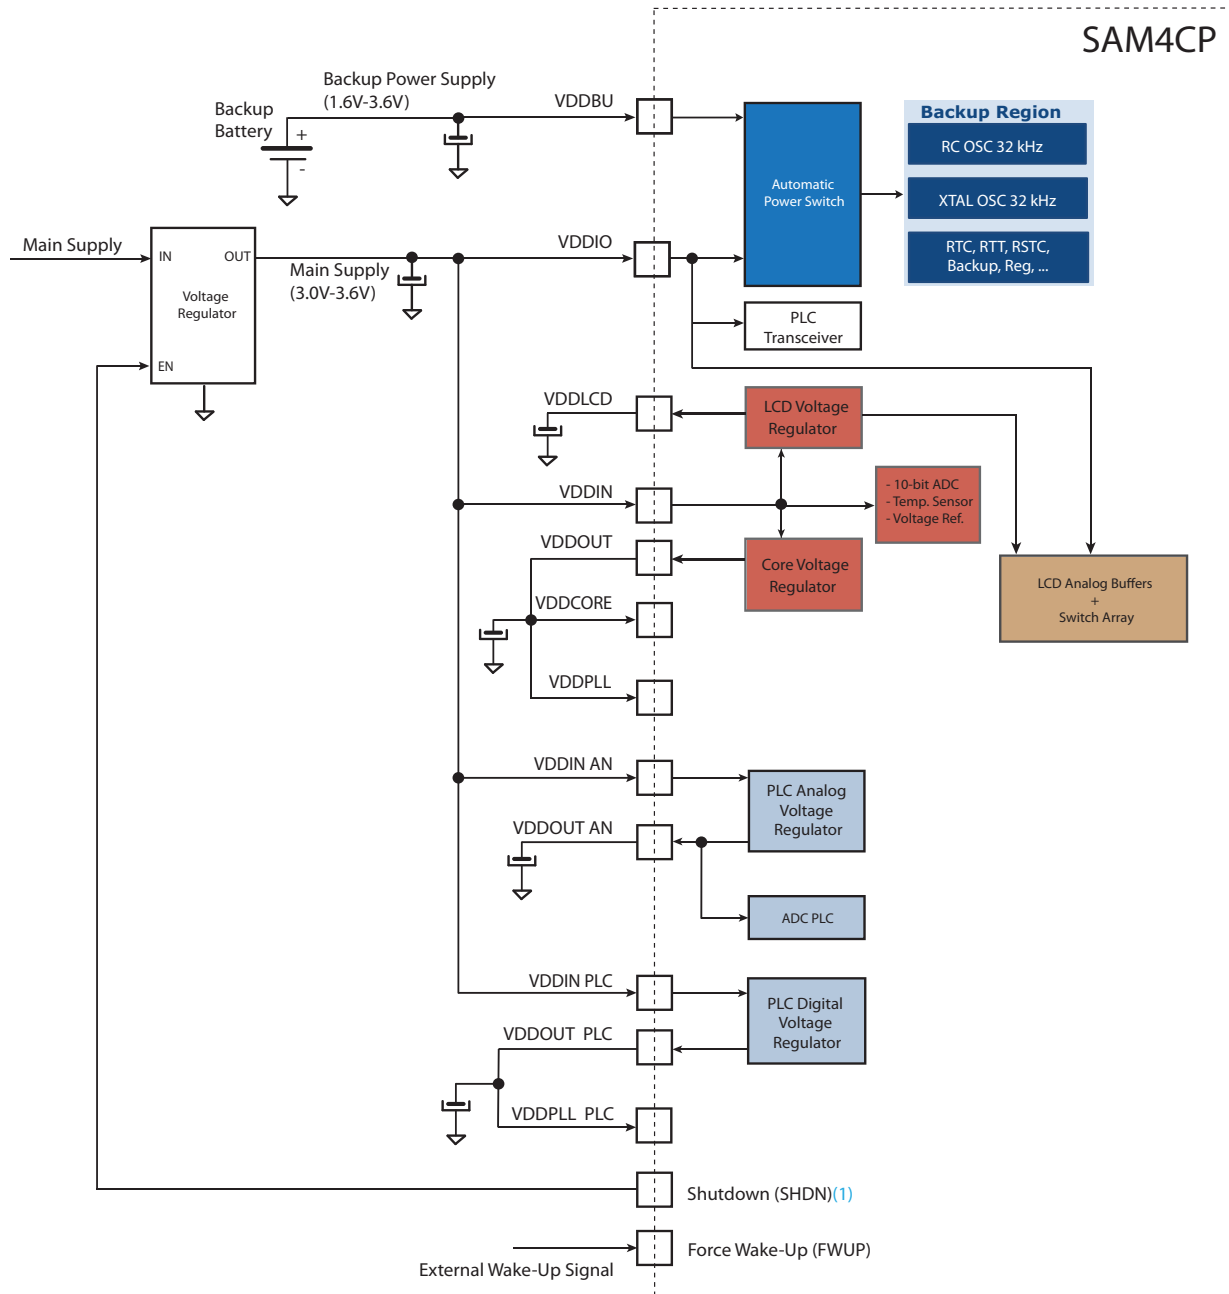 SAM4CP
Backup Power Supply
(1.6V-3.6V)
Backup
Battery
+
-
VDDBU
Automatic
Power Switch
Backup Region
RC OSC 32 kHz
XTAL OSC 32 kHz
RTC, RTT, RSTC,
Backup, Reg, ...
Main Supply
IN
OUT
Voltage
Regulator
EN
Main Supply
(3.0V-3.6V)
VDDIO
PLC
Transceiver
VDDLCD
LCD Voltage
Regulator
VDDIN
- 10-bit ADC
- Temp. Sensor
- Voltage Ref.
VDDOUT
Core Voltage
Regulator
LCD Analog Buffers
+
Switch Array
VDDCORE
VDDPLL
VDDIN AN
PLC Analog
Voltage
Regulator
VDDOUT AN
ADC PLC
VDDIN PLC
PLC Digital
Voltage
Regulator
VDDOUT PLC
VDDPLL PLC
Shutdown (SHDN)(1)
Force Wake-Up (FWUP)
External Wake-Up Signal